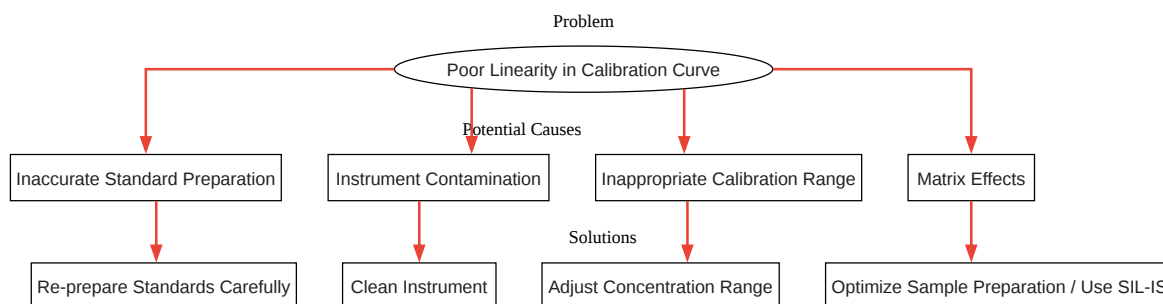 Problem
Poor Linearity in Calibration Curve
Potential Causes
Inaccurate Standard Preparation
Instrument Contamination
Inappropriate Calibration Range
Matrix Effects
Solutions
Re-prepare Standards Carefully
Clean Instrument
Adjust Concentration Range
Optimize Sample Preparation / Use SIL-IS